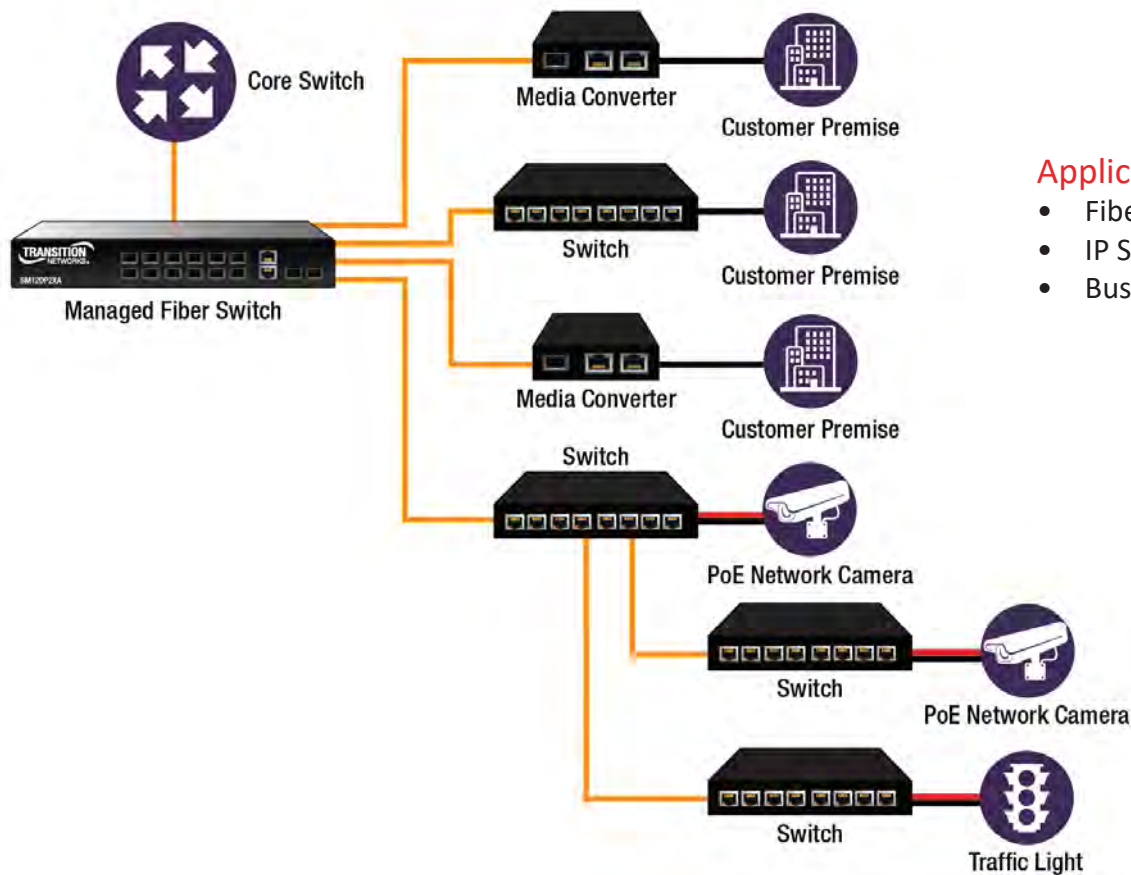 Core Switch
Media Converter
Customer Premise
TRANSITION
NETWORKS®
SM12DP2XA
Managed Fiber Switch
Switch
Customer Premise
Media Converter
Customer Premise
Switch
PoE Network Camera
Switch
PoE Network Camera
Switch
Traffic Light
Applic
• Fibe
• IP S
• Bus